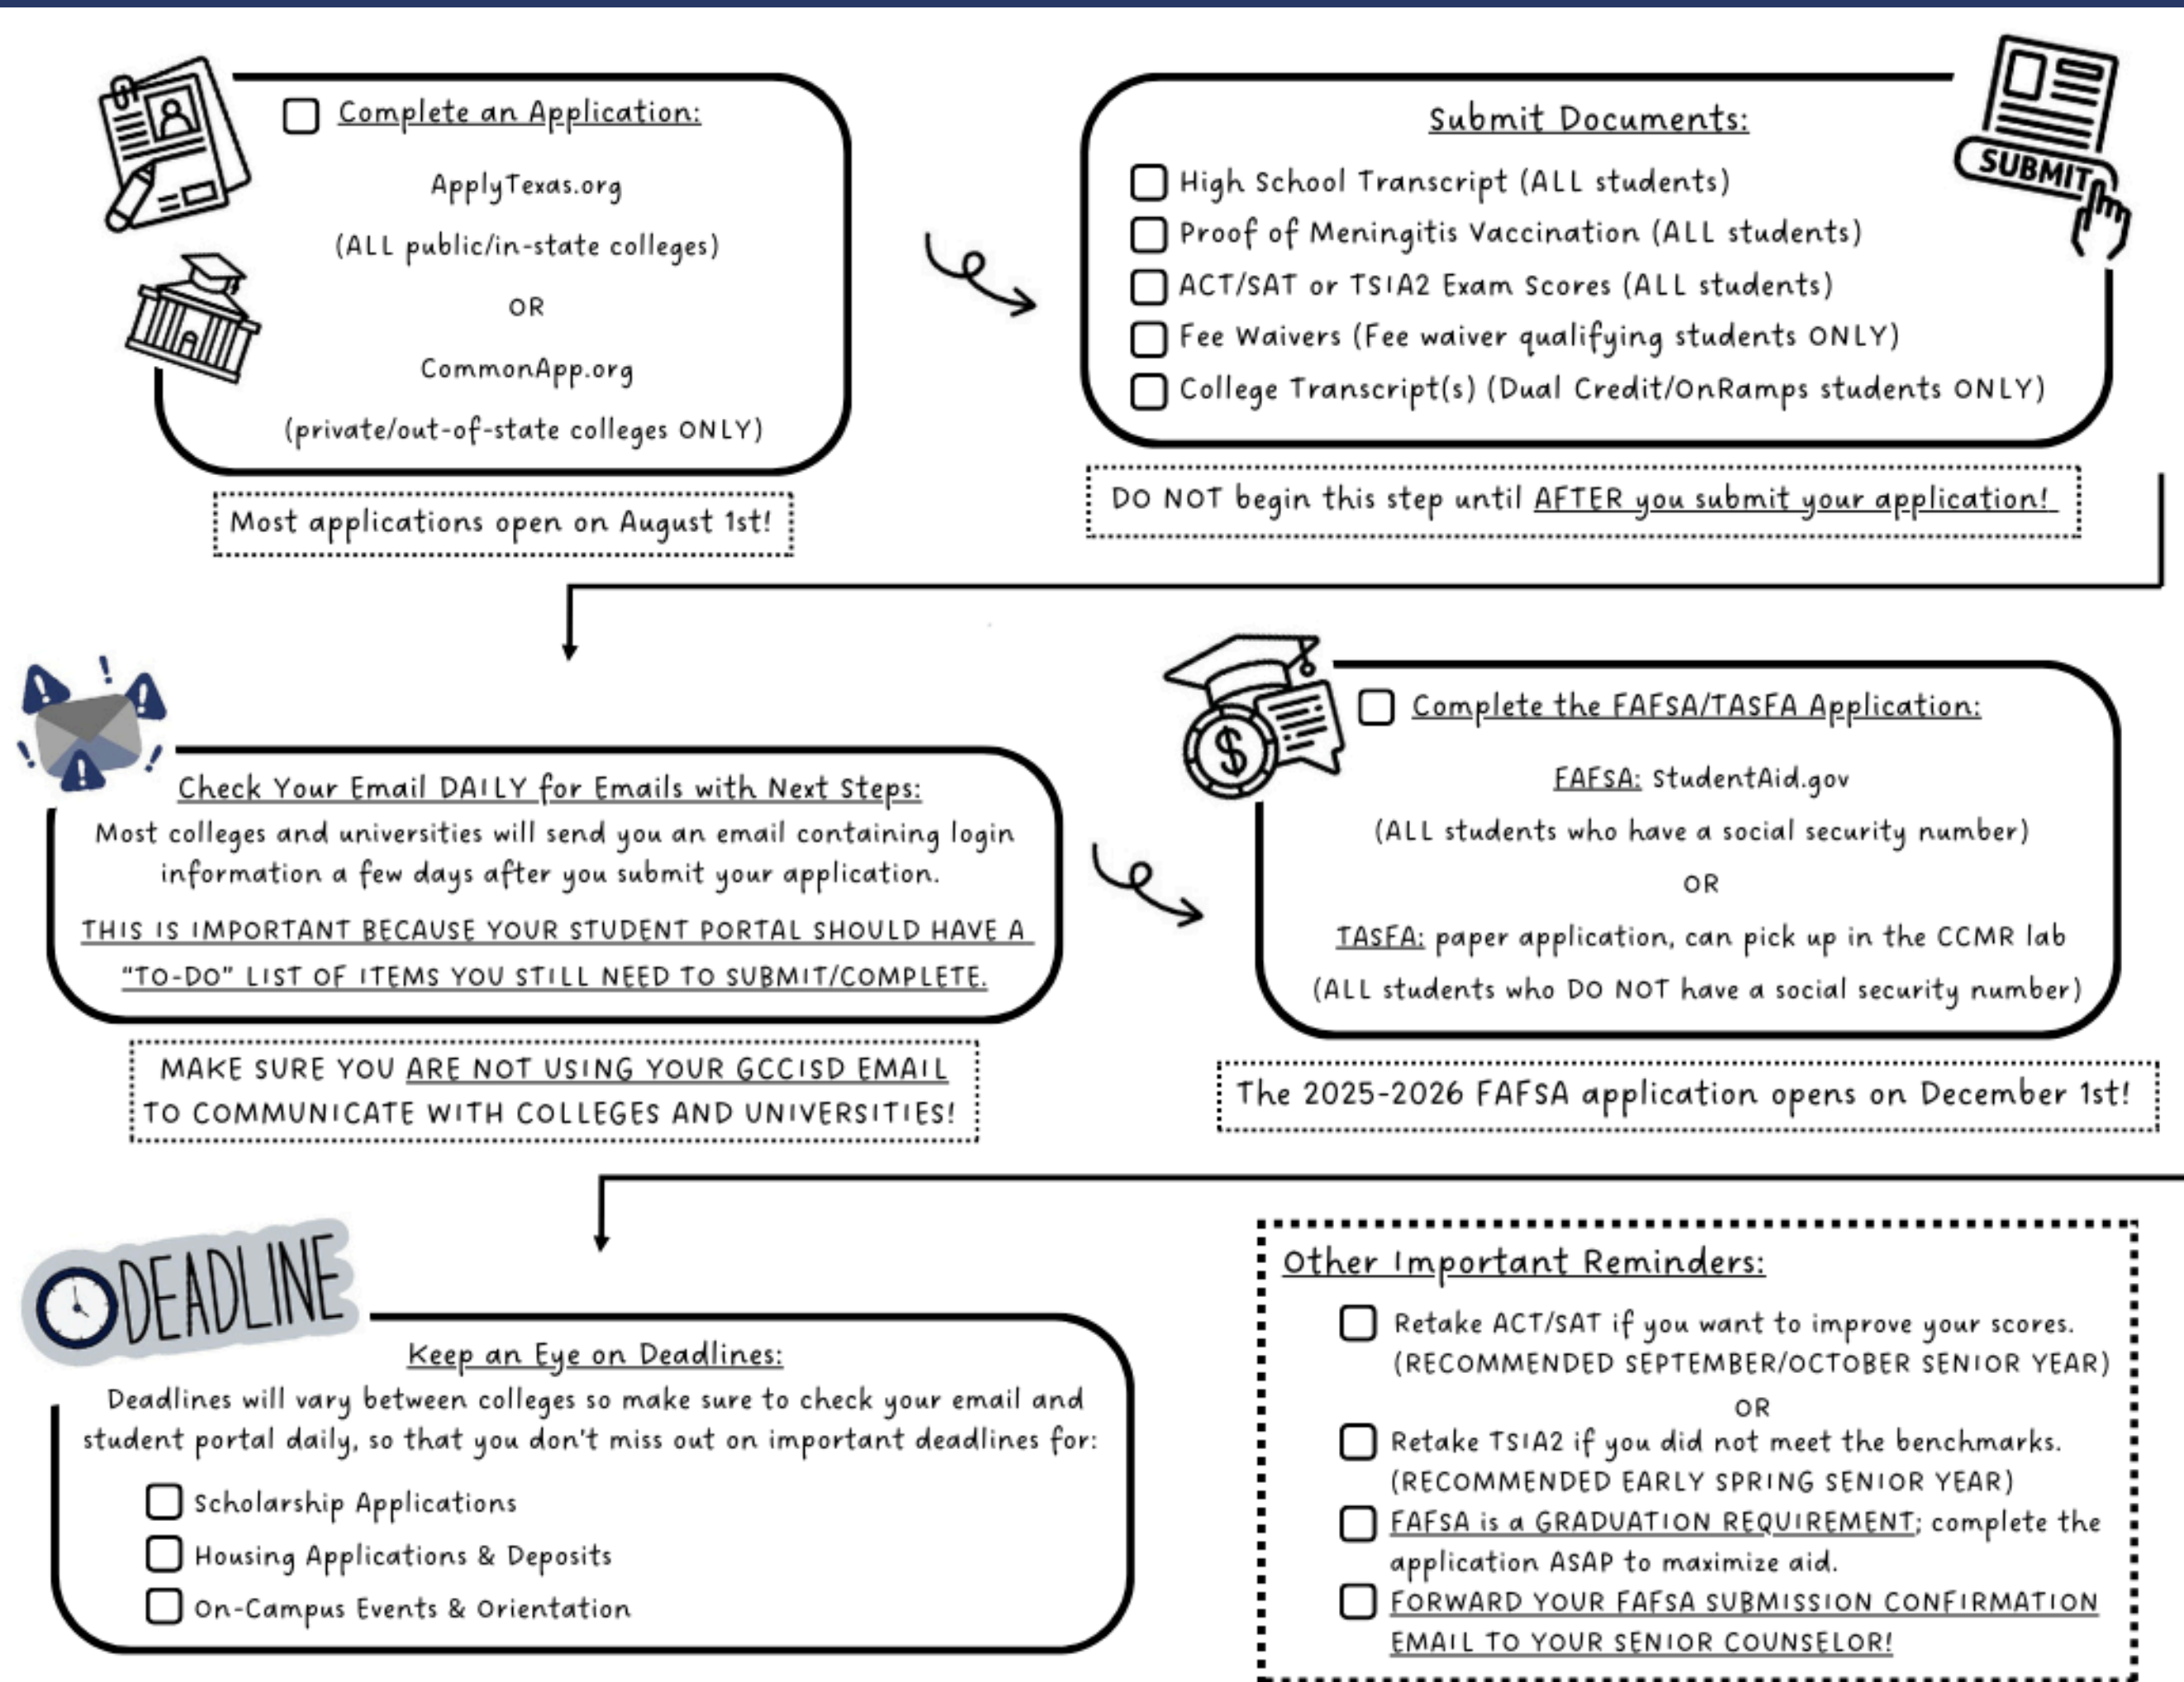 Complete an Application:
ApplyTexas.org
(ALL public/in-state colleges)
OR
CommonApp.org
(private/out-of-state colleges ONLY)
Most applications open on August 1st!
SUBMIT
Submit Documents:
High School Transcript (ALL students)
Proof of Meningitis Vaccination (ALL students)
ACT/SAT or TSIA2 Exam Scores (ALL students)
Fee Waivers (Fee waiver qualifying students ONLY)
College Transcript(s) (Dual Credit/OnRamps students ONLY)
DO NOT begin this step until AFTER you submit your application!
Check Your Email DAILY for Emails with Next Steps:
Most colleges and universities will send you an email containing login
information a few days after you submit your application.
THIS IS IMPORTANT BECAUSE YOUR STUDENT PORTAL SHOULD HAVE A
"TO-DO" LIST OF ITEMS YOU STILL NEED TO SUBMIT/COMPLETE.
MAKE SURE YOU ARE NOT USING YOUR GCCISD EMAIL
TO COMMUNICATE WITH COLLEGES AND UNIVERSITIES!
$
Complete the FAFSA/TASFA Application:
FAFSA: StudentAid.gov
(ALL students who have a social security number)
OR
TASFA: paper application, can pick up in the CCMR lab
(ALL students who DO NOT have a social security number)
The 2025-2026 FAFSA application opens on December 1st!
DEADLINE
Keep an Eye on Deadlines:
Deadlines will vary between colleges so make sure to check your email and
student portal daily, so that you don't miss out on important deadlines for:
Scholarship Applications
Housing Applications & Deposits
On-Campus Events & Orientation
Other Important Reminders:
Retake ACT/SAT if you want to improve your scores.
(RECOMMENDED SEPTEMBER/OCTOBER SENIOR YEAR)
OR
Retake TSIA2 if you did not meet the benchmarks.
(RECOMMENDED EARLY SPRING SENIOR YEAR)
FAFSA is a GRADUATION REQUIREMENT; complete the
application ASAP to maximize aid.
FORWARD YOUR FAFSA SUBMISSION CONFIRMATION
EMAIL TO YOUR SENIOR COUNSELOR!